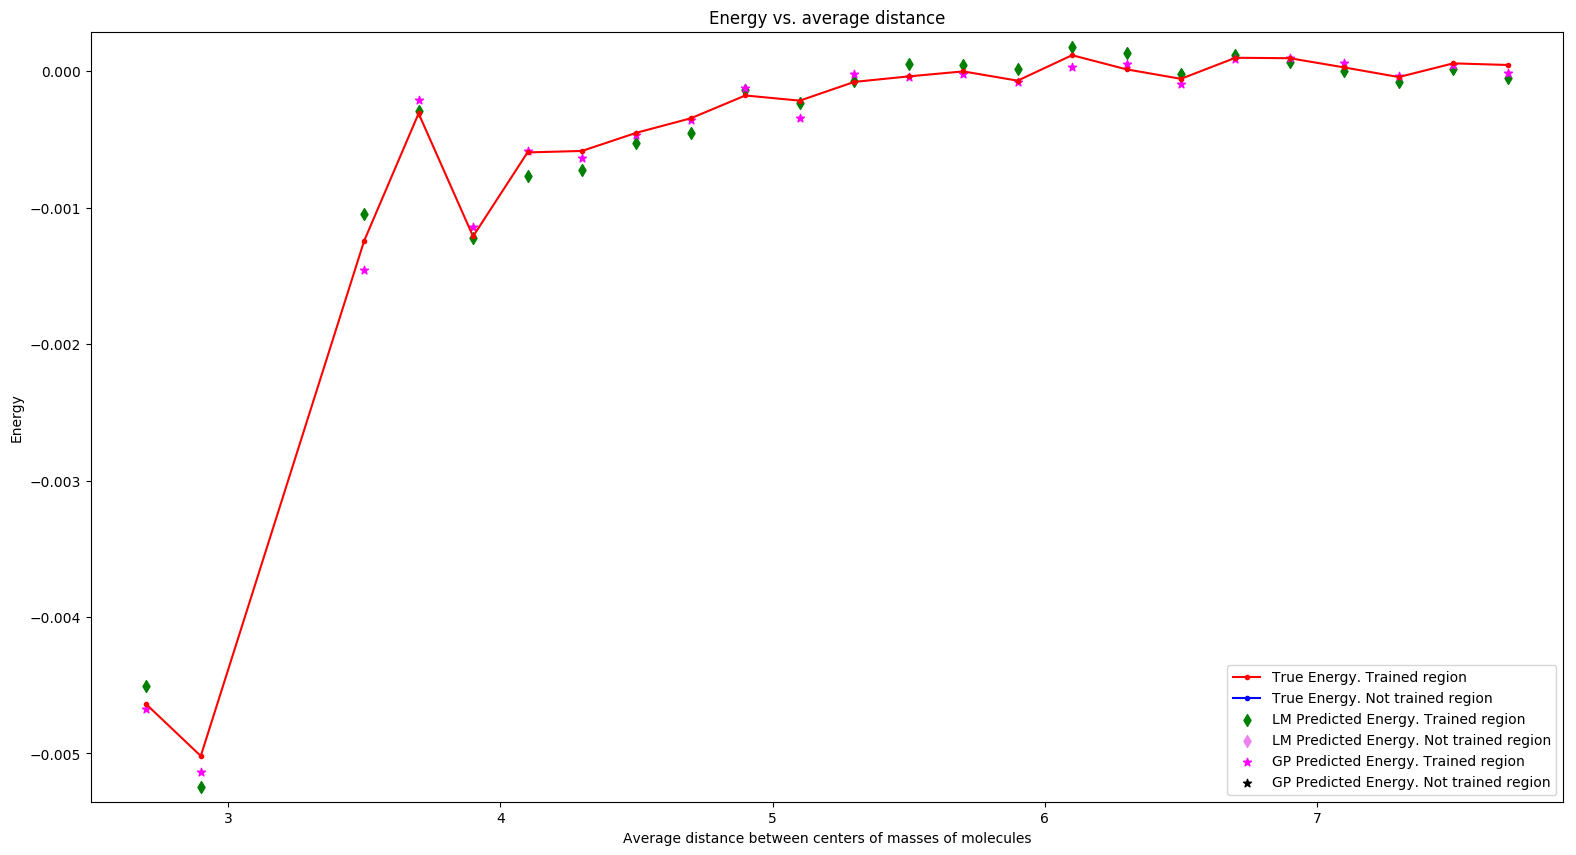 Energy vs. average distance
0.000
−0.001
−0.002
−0.003
−0.004
−0.005
Energy
3
4
5
6
7
Average distance between centers of masses of molecules
True Energy. Trained region
True Energy. Not trained region
LM Predicted Energy. Trained region
LM Predicted Energy. Not trained region
GP Predicted Energy. Trained region
GP Predicted Energy. Not trained region